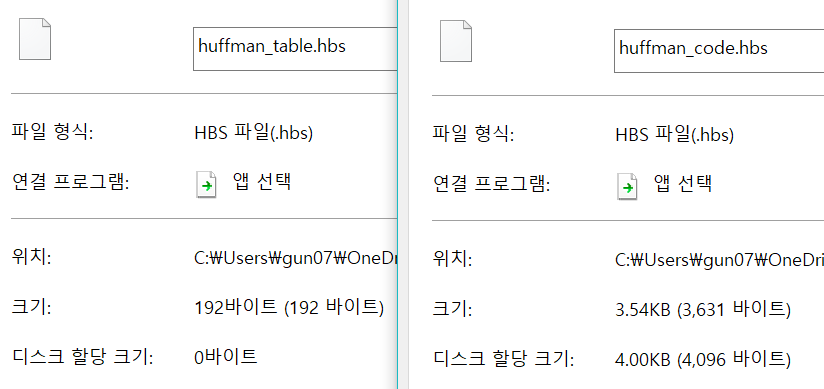 huffman_table.hbs
파일 형식: HBS 파일(.hbs)
연결 프로그램: 앱 선택
위치: C:₩Users₩gun07₩OneDri
크기: 192바이트 (192 바이트)
디스크 할당 크기: 0바이트
huffman_code.hbs
파일 형식: HBS 파일(.hbs)
연결 프로그램: 앱 선택
위치: C:₩Users₩gun07₩OneDri
크기: 3.54KB (3,631 바이트)
디스크 할당 크기: 4.00KB (4,096 바이트)